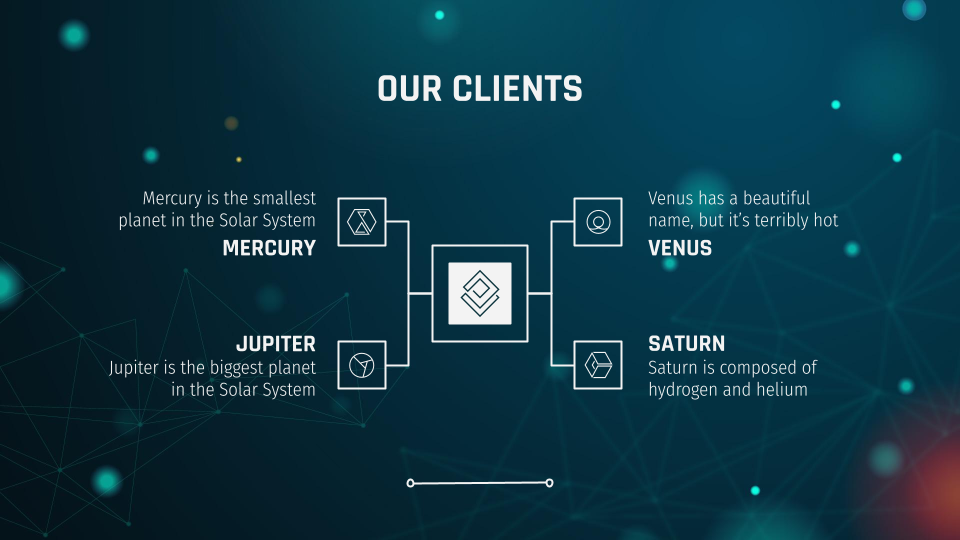 OUR CLIENTS
Mercury is the smallest
planet in the Solar System
MERCURY
Venus has a beautiful
name, but it’s terribly hot
VENUS
JUPITER
Jupiter is the biggest planet
in the Solar System
SATURN
Saturn is composed of
hydrogen and helium